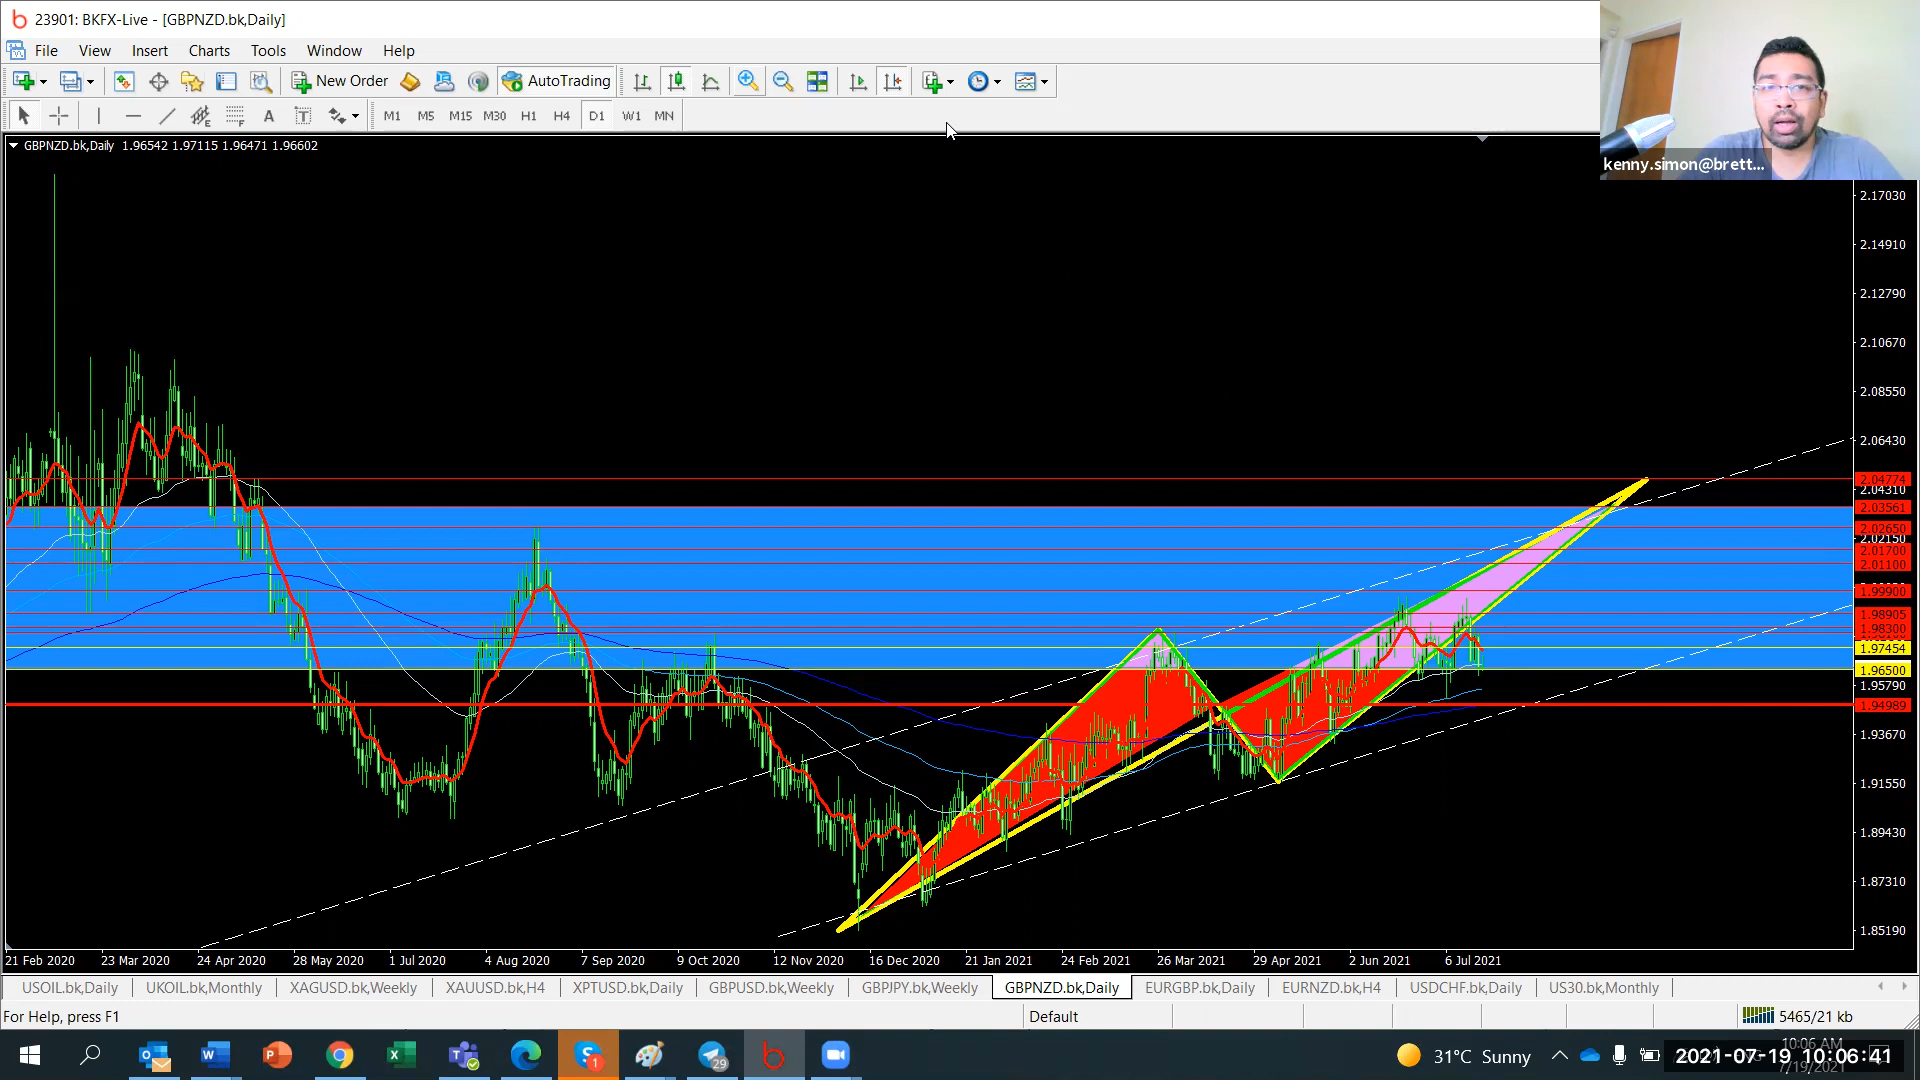 23901: BKFX-Live - [GBPNZD.bk,Daily]
File View Insert Charts Tools Window Help
New Order AutoTrading
A T M1 M5 M15 M30 H1 H4 D1 W1 MN
GBPNZD.bk,Daily 1.96542 1.97115 1.96471 1.96602
kenny.simon@brett...
2.17030
2.14910
2.12790
2.10670
2.08550
2.06430
2.04774
2.04310
2.03561
2.02650
2.02150
2.01700
2.01100
1.99900
1.98905
1.98300
1.97454
1.96500
1.95790
1.94989
1.93670
1.91550
1.89430
1.87310
1.85190
21 Feb 2020 23 Mar 2020 24 Apr 2020 28 May 2020 1 Jul 2020 4 Aug 2020 7 Sep 2020 9 Oct 2020 12 Nov 2020 16 Dec 2020 21 Jan 2021 24 Feb 2021 26 Mar 2021 29 Apr 2021 2 Jun 2021 6 Jul 2021
USOIL.bk,Daily UKOIL.bk,Monthly XAGUSD.bk,Weekly XAUUSD.bk,H4 XPTUSD.bk,Daily GBPUSD.bk,Weekly GBPJPY.bk,Weekly GBPNZD.bk,Daily EURGBP.bk,Daily EURNZD.bk,H4 USDCHF.bk,Daily US30.bk,Monthly
For Help, press F1 Default 5465/21 kb
31°C Sunny 10:06 AM
2021-07-19 10:06:41
7/19/2021